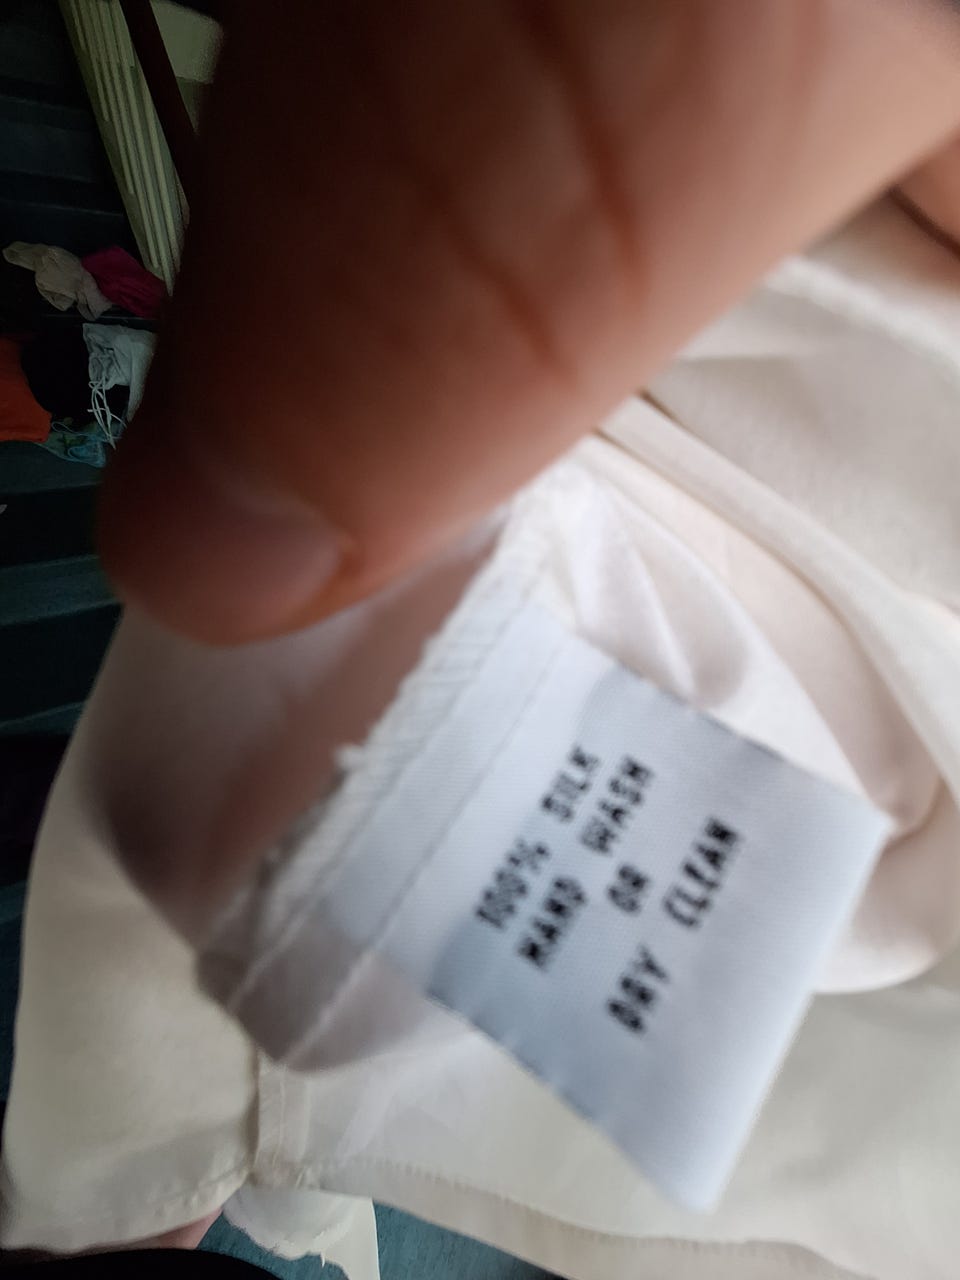 100% SILK
HAND WASH
OR
DRY CLEAN